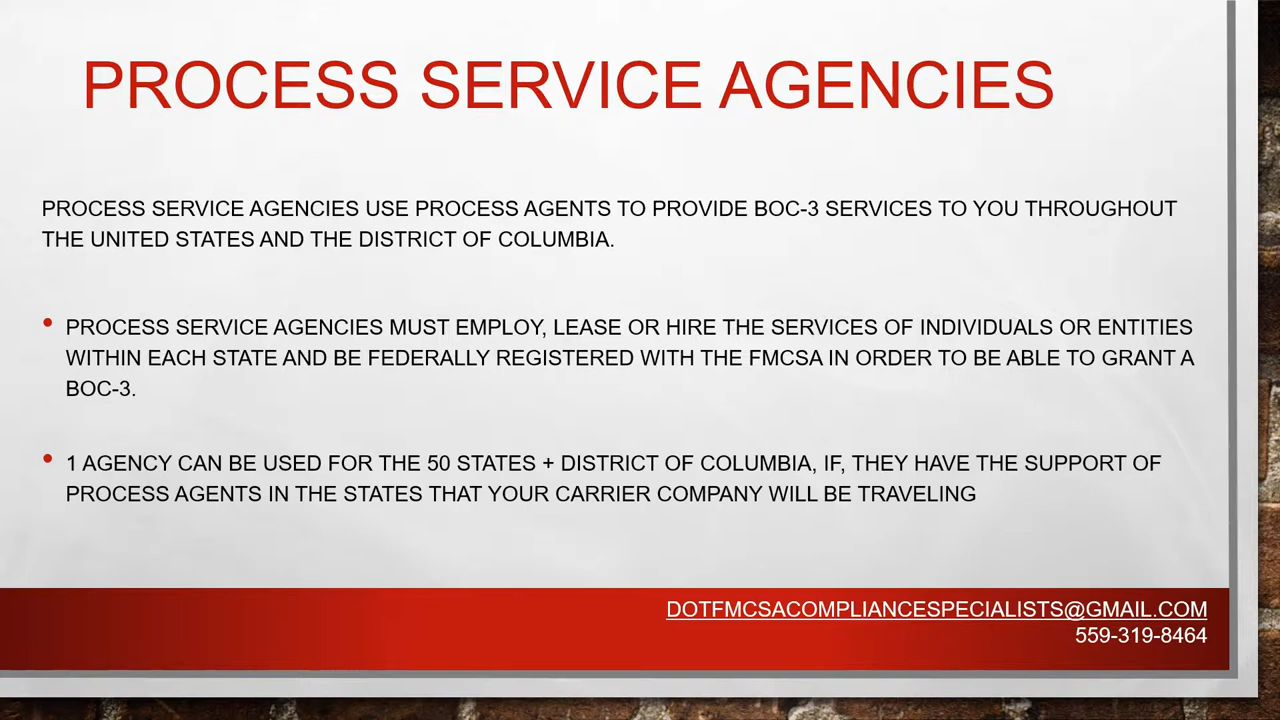 PROCESS SERVICE AGENCIES
PROCESS SERVICE AGENCIES USE PROCESS AGENTS TO PROVIDE BOC-3 SERVICES TO YOU THROUGHOUT
THE UNITED STATES AND THE DISTRICT OF COLUMBIA.
• PROCESS SERVICE AGENCIES MUST EMPLOY, LEASE OR HIRE THE SERVICES OF INDIVIDUALS OR ENTITIES
WITHIN EACH STATE AND BE FEDERALLY REGISTERED WITH THE FMCSA IN ORDER TO BE ABLE TO GRANT A
BOC-3.
• 1 AGENCY CAN BE USED FOR THE 50 STATES + DISTRICT OF COLUMBIA, IF, THEY HAVE THE SUPPORT OF
PROCESS AGENTS IN THE STATES THAT YOUR CARRIER COMPANY WILL BE TRAVELING
DOTFMCSACOMPLIANCESPECIALISTS@GMAIL.COM
559-319-8464